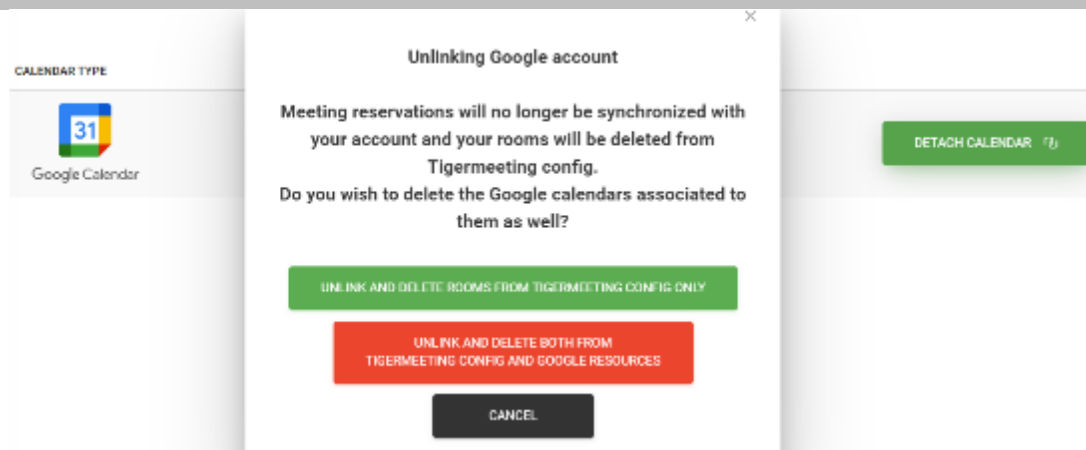 ×
Unlinking Google account
CALENDAR TYPE
Meeting reservations will no longer be synchronized with
your account and your rooms will be deleted from
Tigermeeting config.
Do you wish to delete the Google calendars associated to
them as well?
31
Google Calendar
DETACH CALENDAR
UNLINK AND DELETE ROOMS FROM TIGERMEETING CONFIG ONLY
UNLINK AND DELETE BOTH FROM
TIGERMEETING CONFIG AND GOOGLE RESOURCES
CANCEL